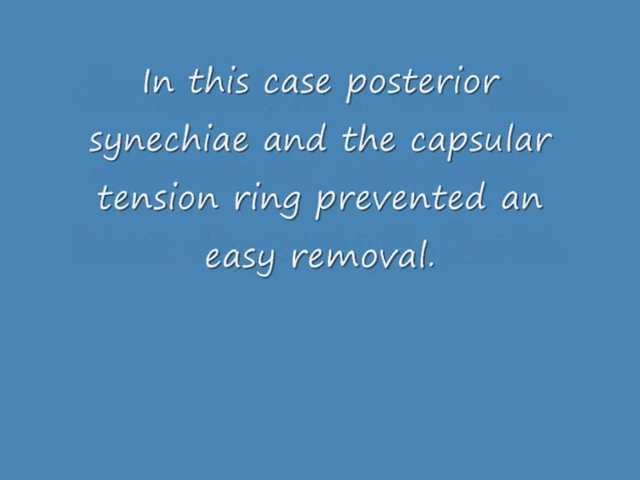 In this case posterior
synechiae and the capsular
tension ring prevented an
easy removal.